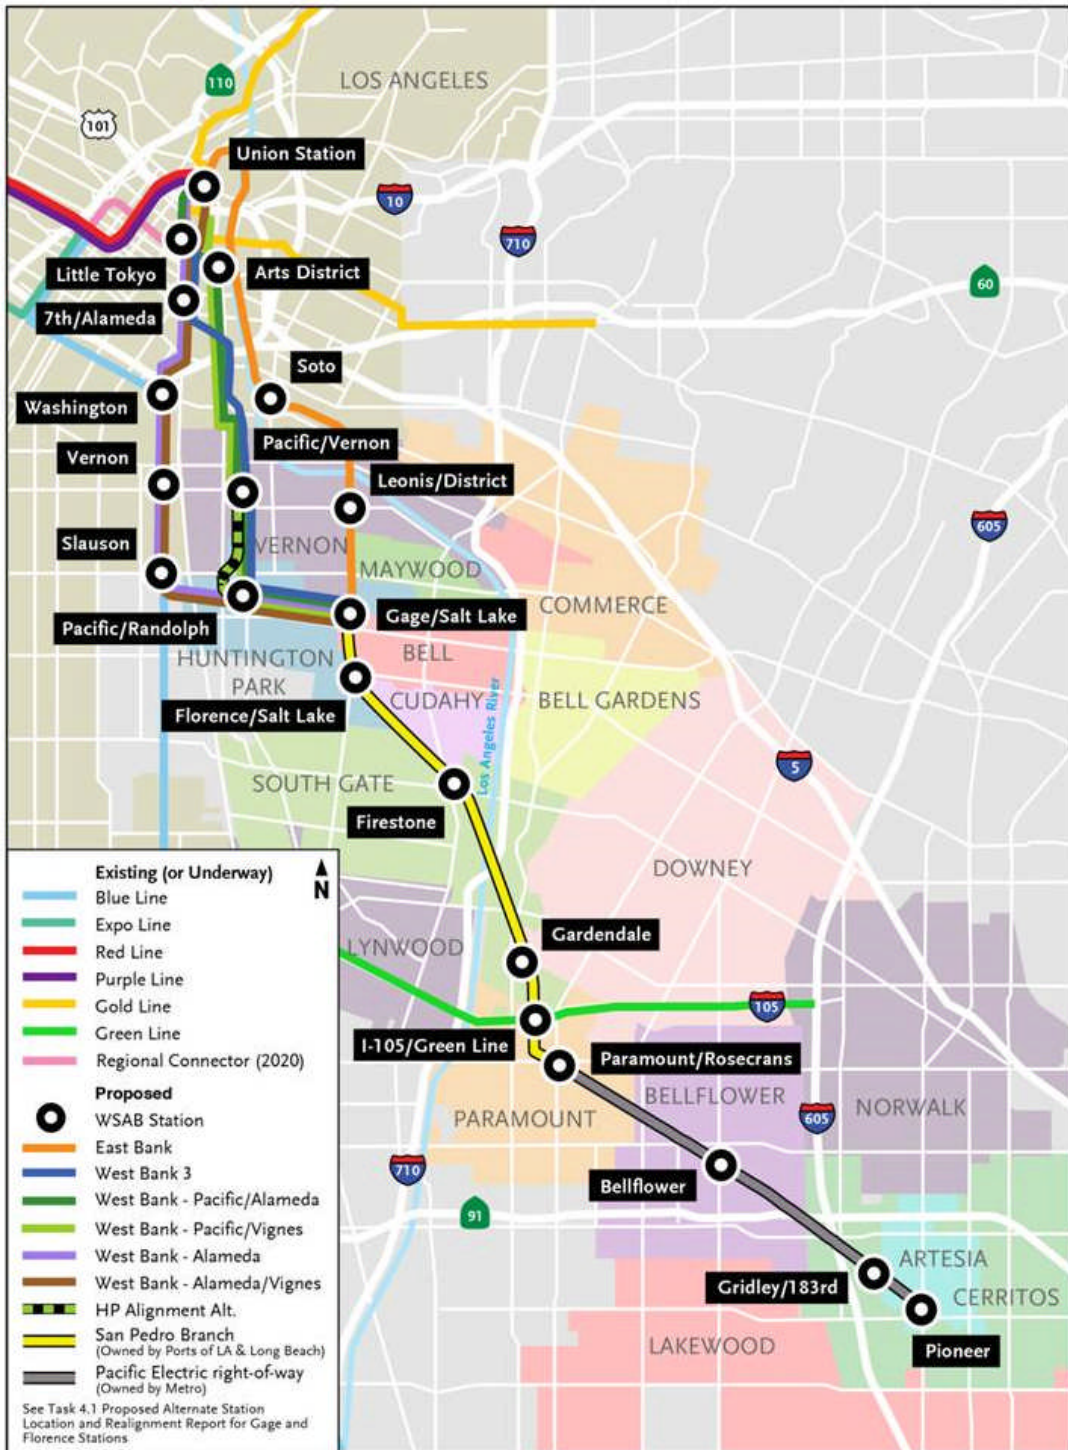 LOS ANGELES
110
101
Union Station
10
710
Little Tokyo
Arts District
60
7th/Alameda
Soto
Washington
Pacific/Vernon
Vernon
Leonis/District
605
Slauson
VERNON
MAYWOOD
COMMERCE
Gage/Salt Lake
Pacific/Randolph
HUNTINGTON
PARK
BELL
CUDAHY
BELL GARDENS
Florence/Salt Lake
Los Angeles River
5
SOUTH GATE
Firestone
DOWNEY
Gardendale
LYNWOOD
105
I-105/Green Line
Paramount/Rosecrans
BELLFLOWER
PARAMOUNT
605
NORWALK
710
Bellflower
91
ARTESIA
Gridley/183rd
CERRITOS
LAKEWOOD
Pioneer
Existing (or Underway)
N
Blue Line
Expo Line
Red Line
Purple Line
Gold Line
Green Line
Regional Connector (2020)
Proposed
WSAB Station
East Bank
West Bank 3
West Bank - Pacific/Alameda
West Bank - Pacific/Vignes
West Bank - Alameda
West Bank - Alameda/Vignes
HP Alignment Alt.
San Pedro Branch
(Owned by Ports of LA & Long Beach)
Pacific Electric right-of-way
(Owned by Metro)
See Task 4.1 Proposed Alternate Station
Location and Realignment Report for Gage and
Florence Stations